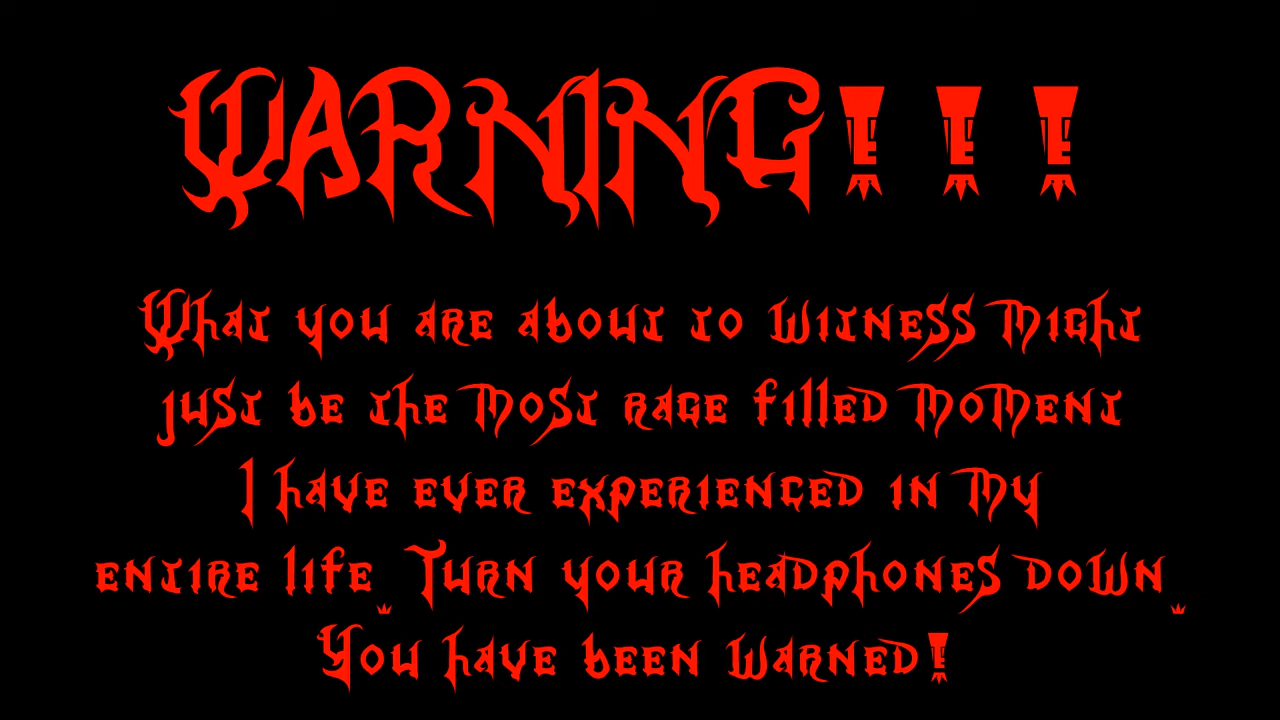 WARNING!!!
What you are about to witness might
just be the most rage filled moment
I have ever experienced in my
entire life. Turn your headphones down.
You have been warned!